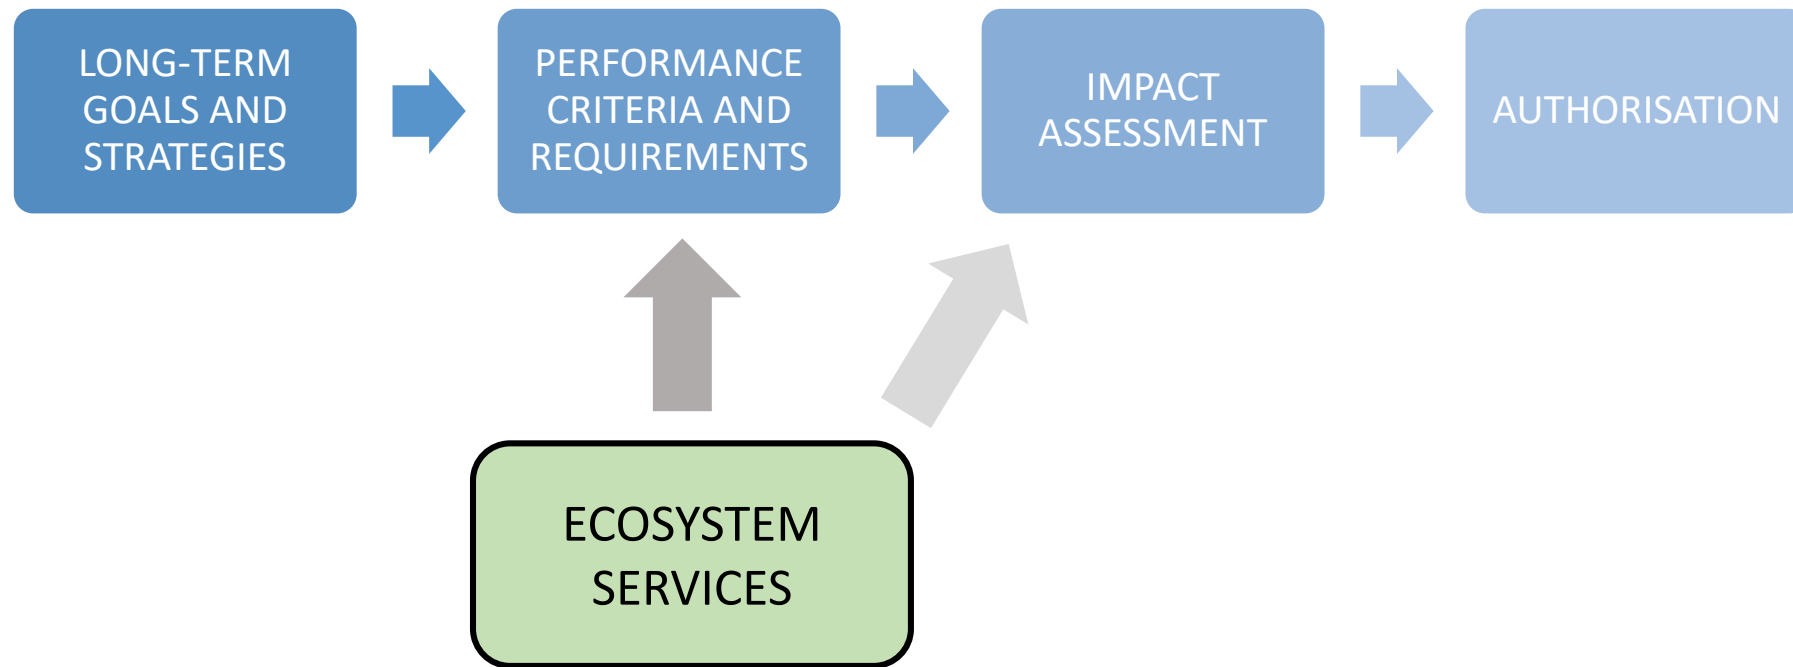 LONG-TERM
GOALS AND
STRATEGIES
PERFORMANCE
CRITERIA AND
REQUIREMENTS
IMPACT
ASSESSMENT
AUTHORISATION
ECOSYSTEM
SERVICES